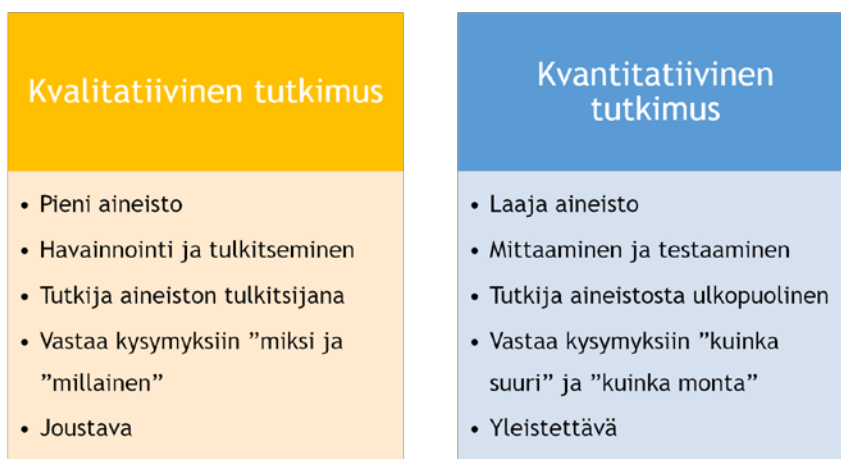 Kvalitatiivinen tutkimus
• Pieni aineisto
• Havainnointi ja tulkitseminen
• Tutkija aineiston tulkitsijana
• Vastaa kysymyksiin ”miksi ja
”millainen”
• Joustava
Kvantitatiivinen
tutkimus
• Laaja aineisto
• Mittaaminen ja testaaminen
• Tutkija aineistosta ulkopuolinen
• Vastaa kysymyksiin ”kuinka
suuri” ja ”kuinka monta”
• Yleistettävä